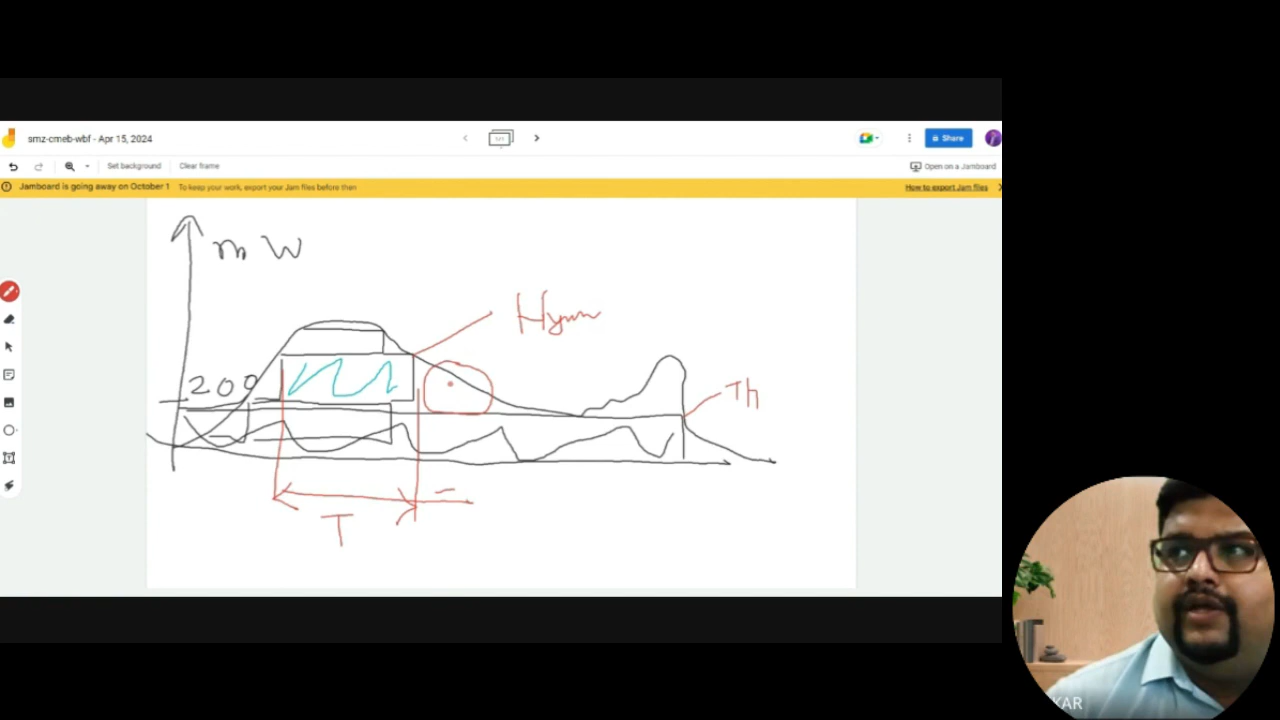 smz-cmeb-wbf - Apr 15, 2024
Share
Set background
Clear frame
Open on a Jamboard
Jamboard is going away on October 1 To keep your work, export your Jam files before then
How to export Jam files
mW
200
Th
T
KAR